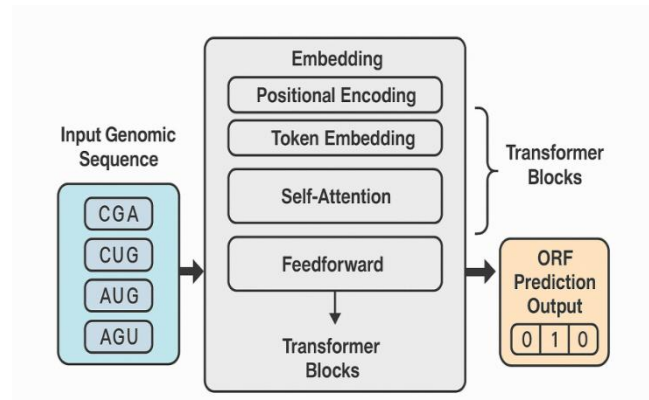 Input Genomic
Sequence
CGA
CUG
AUG
AGU
Embedding
Positional Encoding
Token Embedding
Self-Attention
Feedforward
Transformer
Blocks
Transformer
Blocks
ORF
Prediction
Output
0 1 0